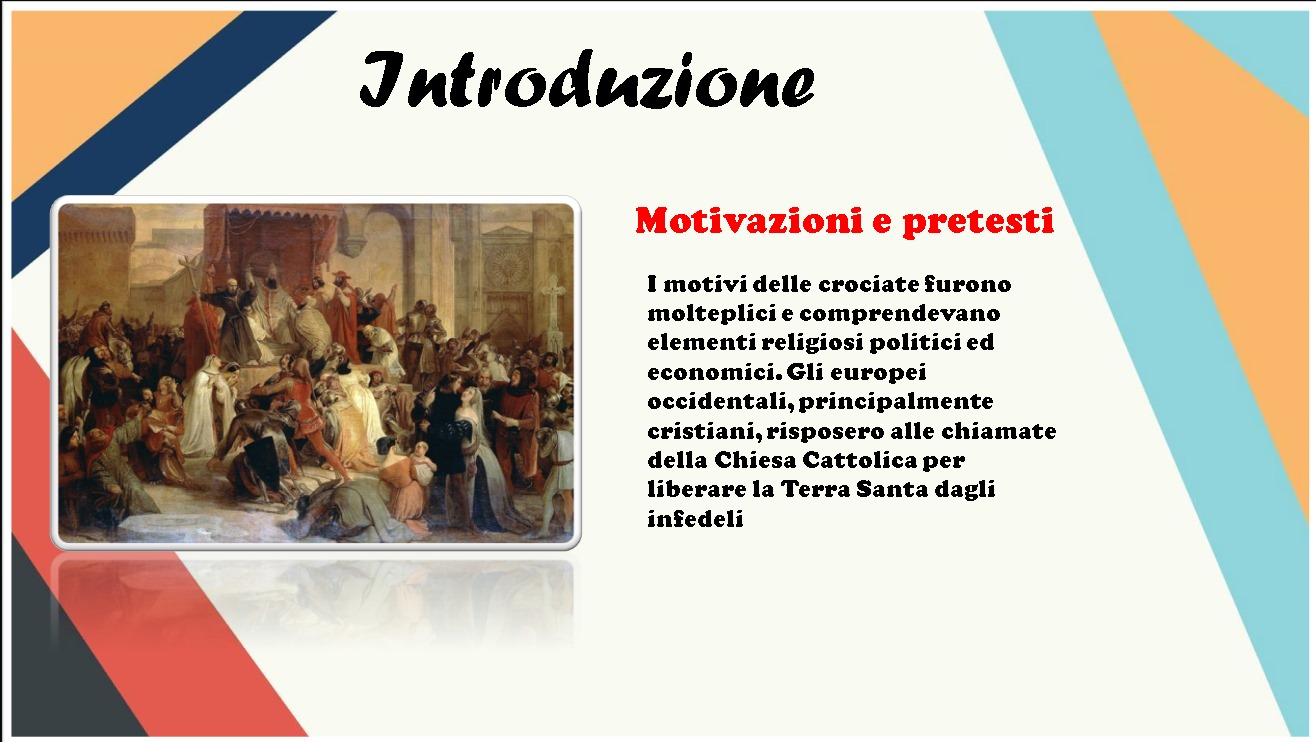 Introduzione
Motivazioni e pretesti
I motivi delle crociate furono
molteplici e comprendevano
elementi religiosi politici ed
economici. Gli europei
occidentali, principalmente
cristiani, risposero alle chiamate
della Chiesa Cattolica per
liberare la Terra Santa dagli
infedeli